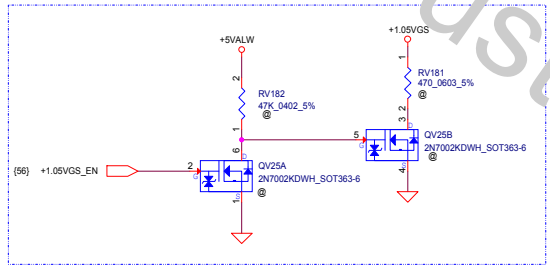 +5VALW
+1.05VGS
2
RV182
47K_0402_5%
@
1
1
RV181
470_0603_5%
@
2
3
D
5
G
QV25B
2N7002KDWH_SOT363-6
@
S
4
{56}
+1.05VGS_EN
2
G
6
D
QV25A
2N7002KDWH_SOT363-6
@
S
1